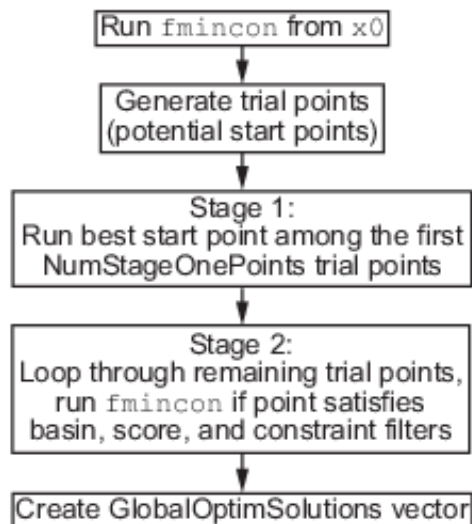 Run fmincon from x0
Generate trial points
(potential start points)
Stage 1:
Run best start point among the first
NumStageOnePoints trial points
Stage 2:
Loop through remaining trial points,
run fmincon if point satisfies
basin, score, and constraint filters
Create GlobalOptimSolutions vector